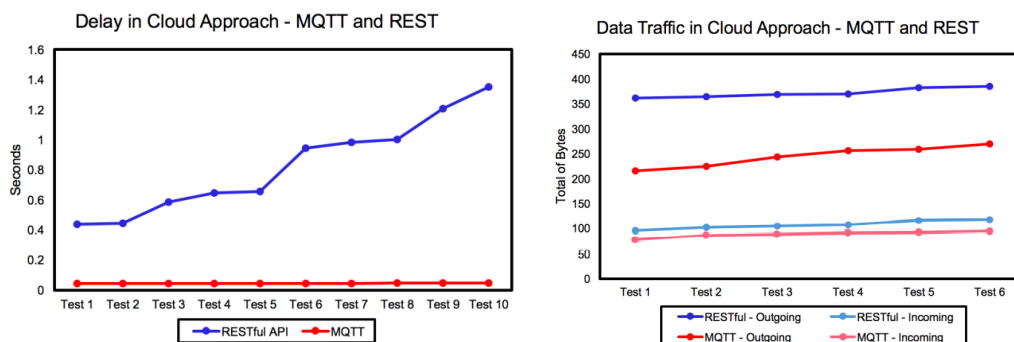 Delay in Cloud Approach - MQTT and REST
1.6
1.4
1.2
1
0.8
0.6
0.4
0.2
0
Seconds
Test 1 Test 2 Test 3 Test 4 Test 5 Test 6 Test 7 Test 8 Test 9 Test 10
RESTful API MQTT
Data Traffic in Cloud Approach - MQTT and REST
450
400
350
300
250
200
150
100
50
0
Total of Bytes
Test 1 Test 2 Test 3 Test 4 Test 5 Test 6
RESTful - Outgoing RESTful - Incoming
MQTT - Outgoing MQTT - Incoming